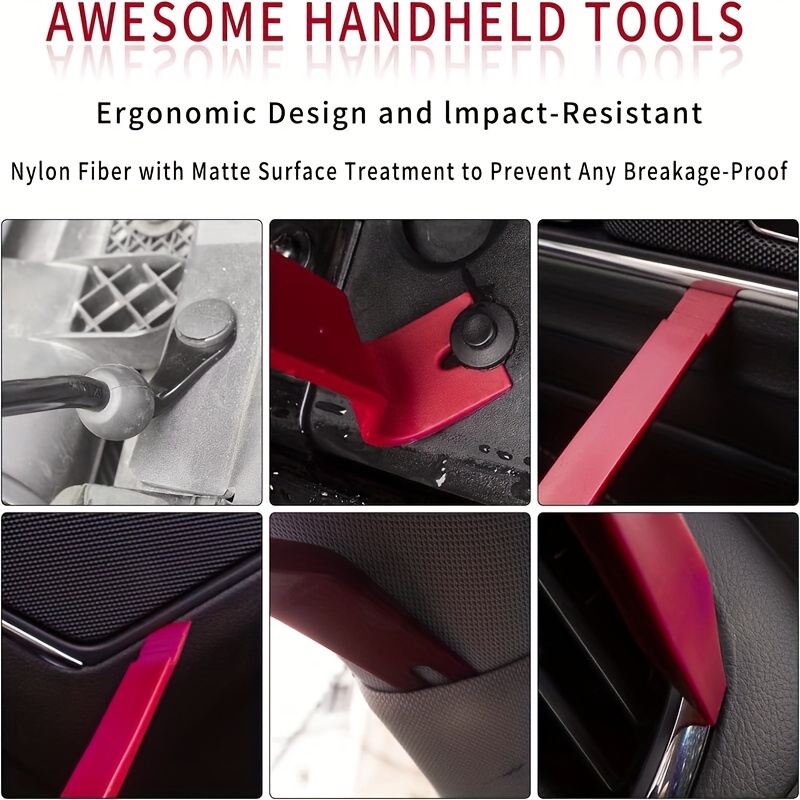 AWESOME HANDHELD TOOLS
Ergonomic Design and lmpact-Resistant
Nylon Fiber with Matte Surface Treatment to Prevent Any Breakage-Proof